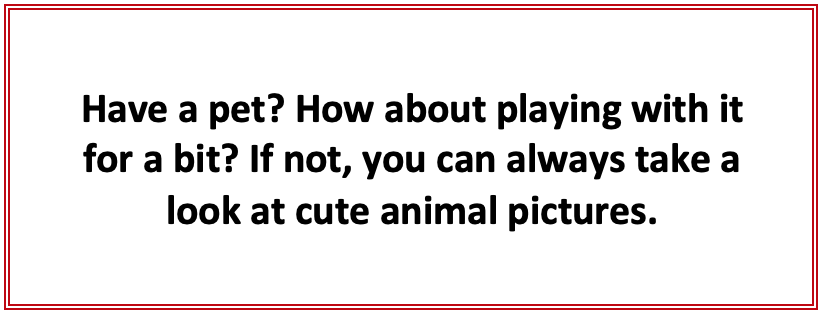 Have a pet? How about playing with it
for a bit? If not, you can always take a
look at cute animal pictures.